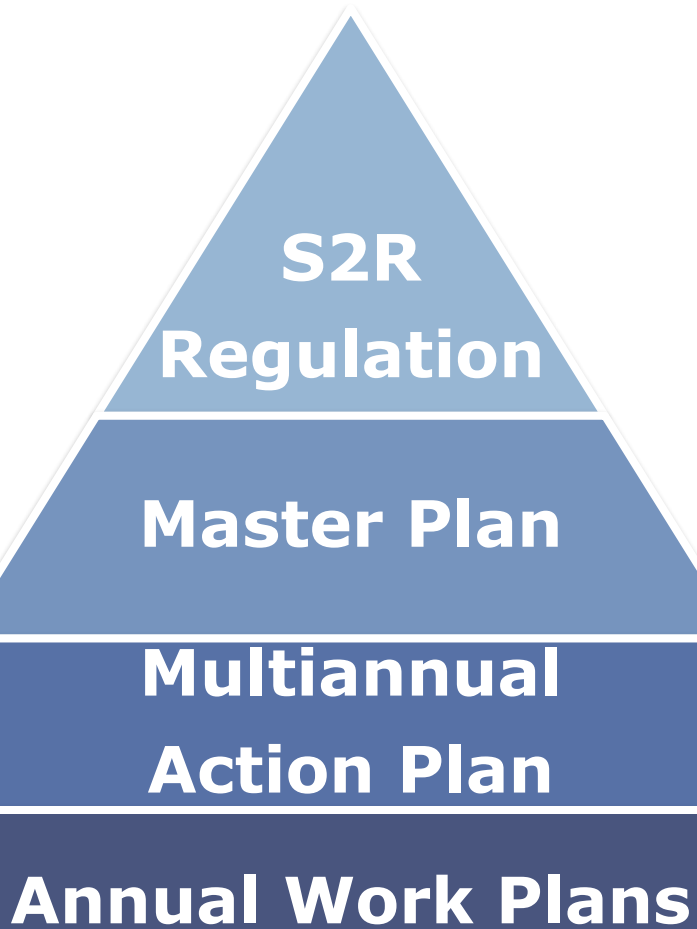 S2R
Regulation
Master Plan
Multiannual
Action Plan
Annual Work Plans